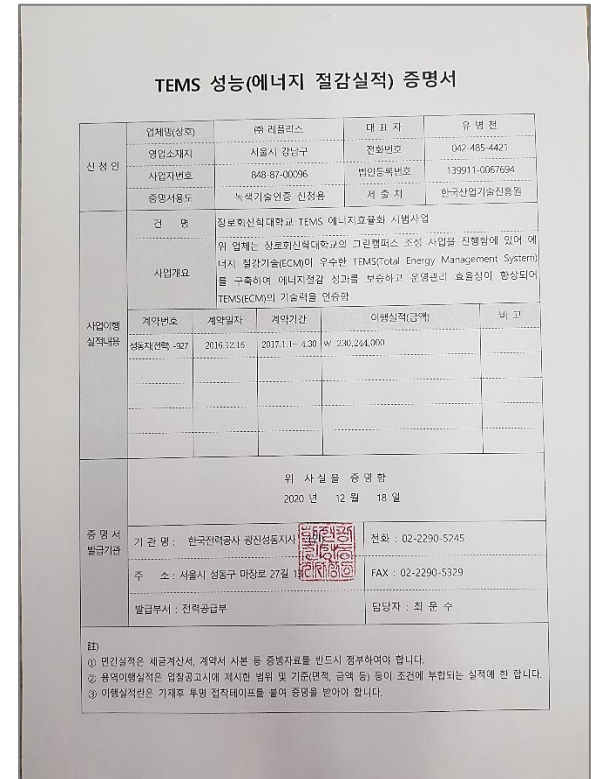 TEMS 성능(에너지 절감실적) 증명서
신 청 인
업체명(상호) ㈜ 레플리스 대 표 자 유 병 천
영업소재지 서울시 강남구 전화번호 042-485-4421
사업자번호 848-87-00096 법인등록번호 139911-0067694
증명서용도 녹색기술인증 신청용 제 출 처 한국산업기술진흥원
사업이행
실적내용
건 명 장로회신학대학교 TEMS 에너지효율화 시범사업
사업개요
위 업체는 장로회신학대학교의 그린캠퍼스 조성 사업을 진행함에 있어 에
너지 절감기술(ECM)이 우수한 TEMS(Total Energy Management System)
를 구축하여 에너지절감 성과를 보증하고 운영관리 효율성이 향상되어
TEMS(ECM)의 기술력을 인증함
계약번호 계약일자 계약기간 이행실적(금액) 비 고
성동지(전력) -927 2016.12.16 2017.1.1~ 4.30 ₩ 230,244,000
위 사실을 증명함
2020 년 12 월 18 일
증 명 서
발급기관
기 관 명 : 한국전력공사 광진성동지사 전화 : 02-2290-5245
주 소 : 서울시 성동구 마장로 27길 FAX : 02-2290-5329
발급부서 : 전력공급부 담당자 : 최 문 수
註)
① 민간실적은 세금계산서, 계약서 사본 등 증빙자료를 반드시 첨부하여야 합니다.
② 용역이행실적은 입찰공고시에 제시한 범위 및 기준(면적, 금액 등) 등이 조건에 부합되는 실적에 한 합니다.
③ 이행실적란은 기재후 투명 접착테이프를 붙여 증명을 받아야 합니다.